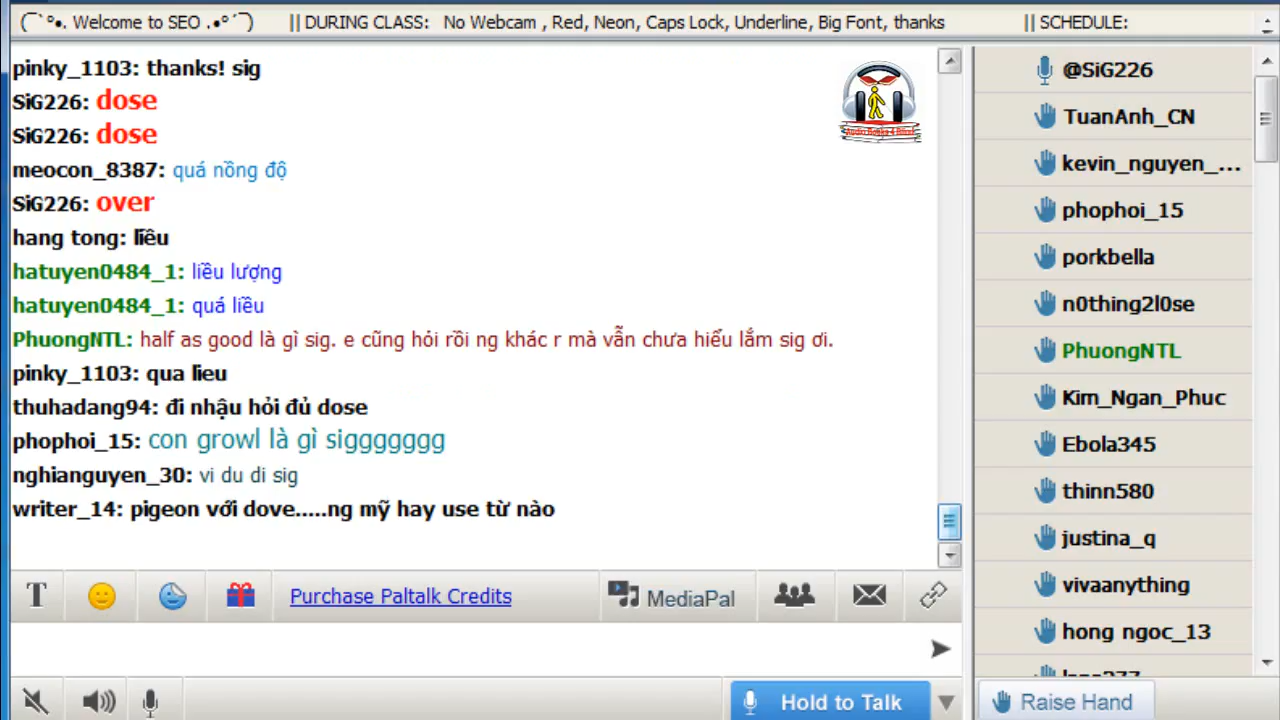 (¯`°•. Welcome to SEO .•°´¯) || DURING CLASS: No Webcam , Red, Neon, Caps Lock, Underline, Big Font, thanks || SCHEDULE:
pinky_1103: thanks! sig
SiG226: dose
SiG226: dose
meocon_8387: quá nồng độ
SiG226: over
hang tong: liều
hatuyen0484_1: liều lượng
hatuyen0484_1: quá liều
PhuongNTL: half as good là gì sig. e cũng hỏi rồi ng khác r mà vẫn chưa hiểu lắm sig ơi.
pinky_1103: qua lieu
thuhadang94: đi nhậu hỏi đủ dose
phophoi_15: con growl là gì siggggggg
nghianguyen_30: vi du di sig
writer_14: pigeon với dove.....ng mỹ hay use từ nào
Purchase Paltalk Credits
MediaPal
Hold to Talk
@SiG226
TuanAnh_CN
kevin_nguyen_...
phophoi_15
porkbella
n0thing2l0se
PhuongNTL
Kim_Ngan_Phuc
Ebola345
thinn580
justina_q
vivaanything
hong ngoc_13
Raise Hand